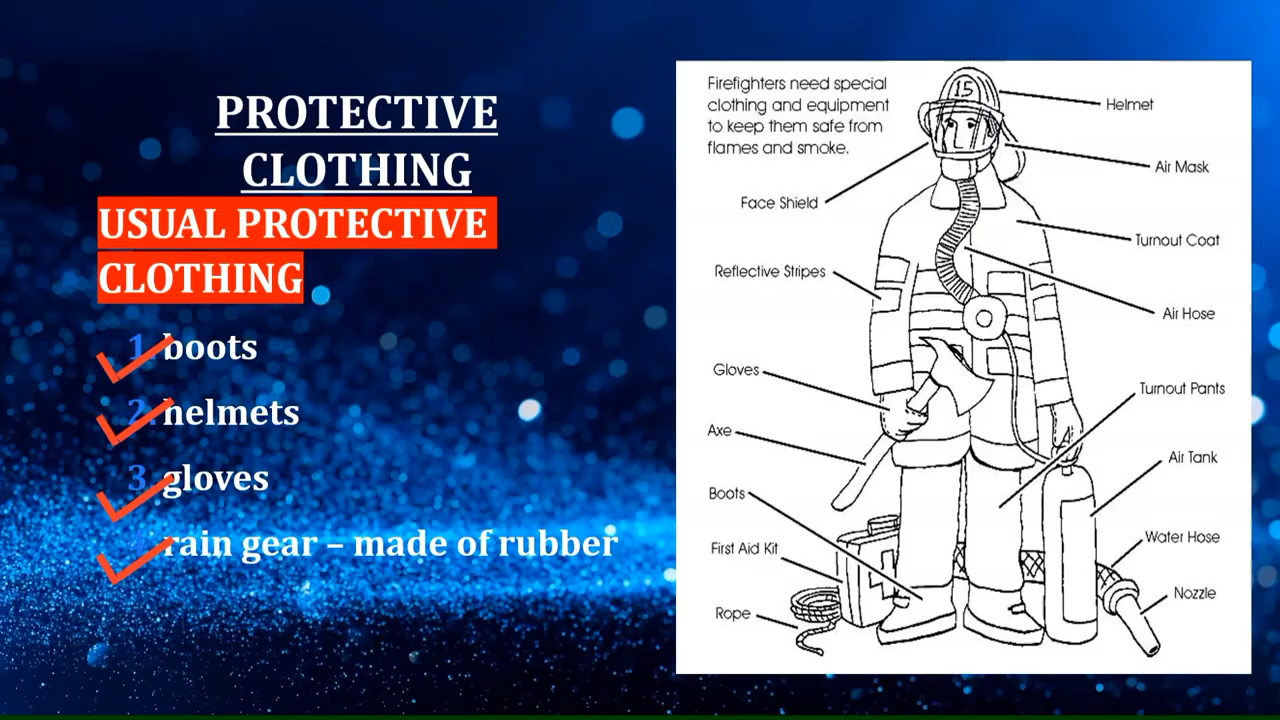 PROTECTIVE
CLOTHING
USUAL PROTECTIVE
CLOTHING
1. boots
2. helmets
3. gloves
4. rain gear – made of rubber
Firefighters need special
clothing and equipment
to keep them safe from
flames and smoke.
15
Helmet
Air Mask
Face Shield
Turnout Coat
Reflective Stripes
Air Hose
Gloves
Turnout Pants
Axe
Air Tank
Boots
Water Hose
First Aid Kit
Nozzle
Rope